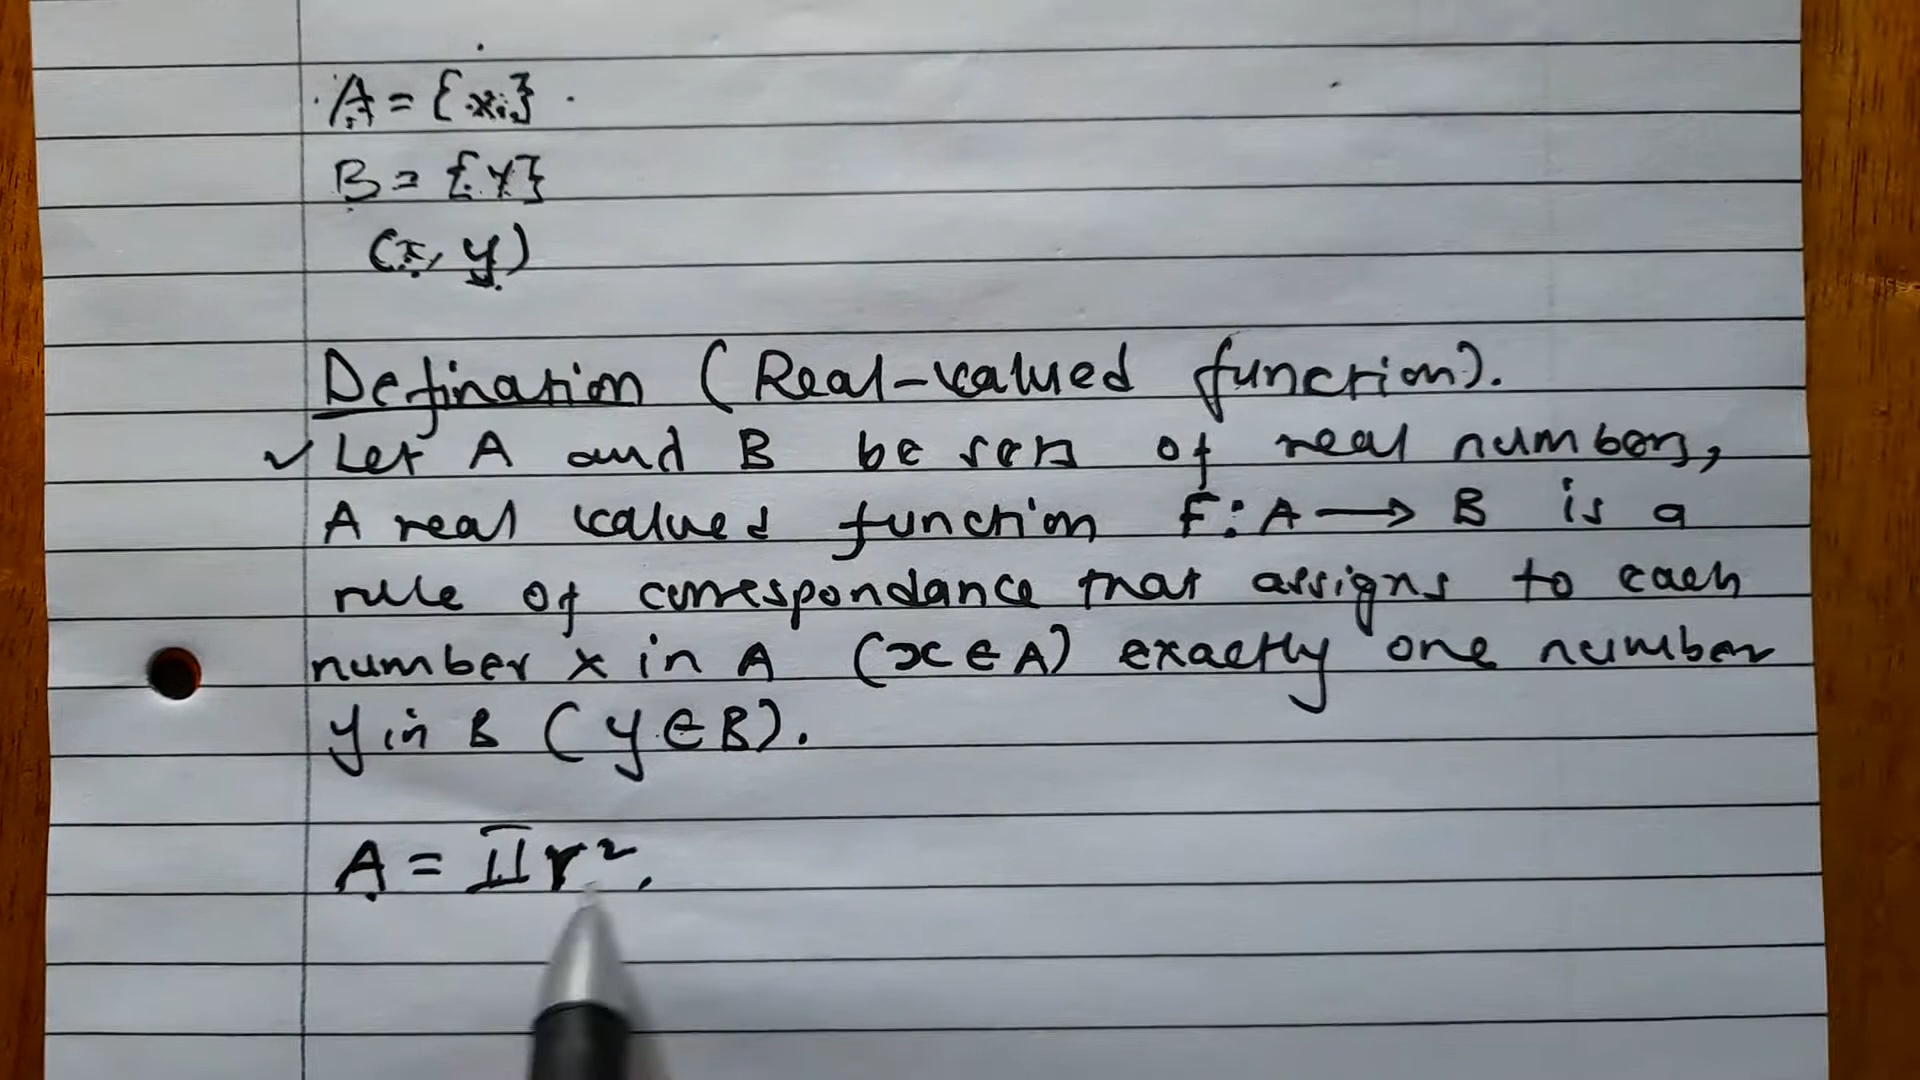 A = {x}
B = {Y}
(x, y)
Defination (Real-valued function).
✓ Let A and B be sets of real numbers,
A real valued function F: A → B is a
rule of correspondance that assigns to each
number x in A (x ∈ A) exactly one number
y in B (y ∈ B).
A = πr².